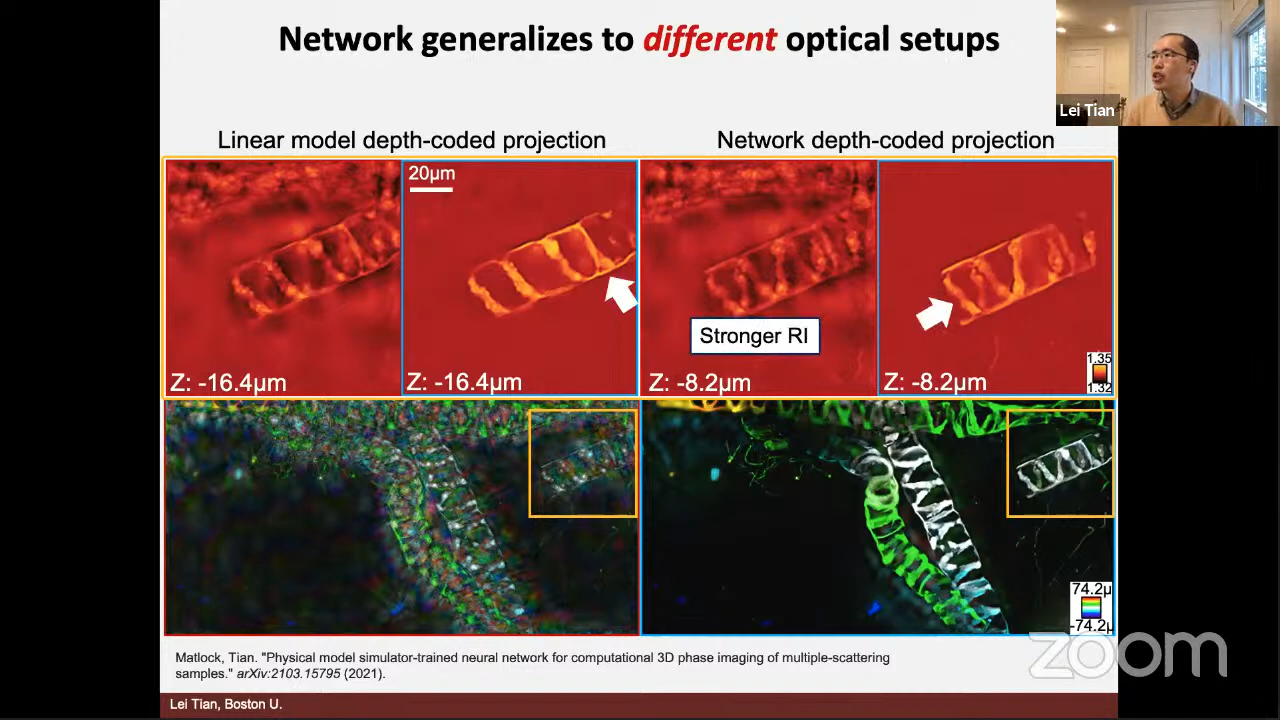 Network generalizes to different optical setups
Lei Tian
Linear model depth-coded projection
Network depth-coded projection
20µm
Stronger RI
Z: -16.4µm
Z: -16.4µm
Z: -8.2µm
Z: -8.2µm
1.35
1.32
74.2µ
-74.2µ
Matlock, Tian. "Physical model simulator-trained neural network for computational 3D phase imaging of multiple-scattering
samples." arXiv:2103.15795 (2021).
zoom
Lei Tian, Boston U.